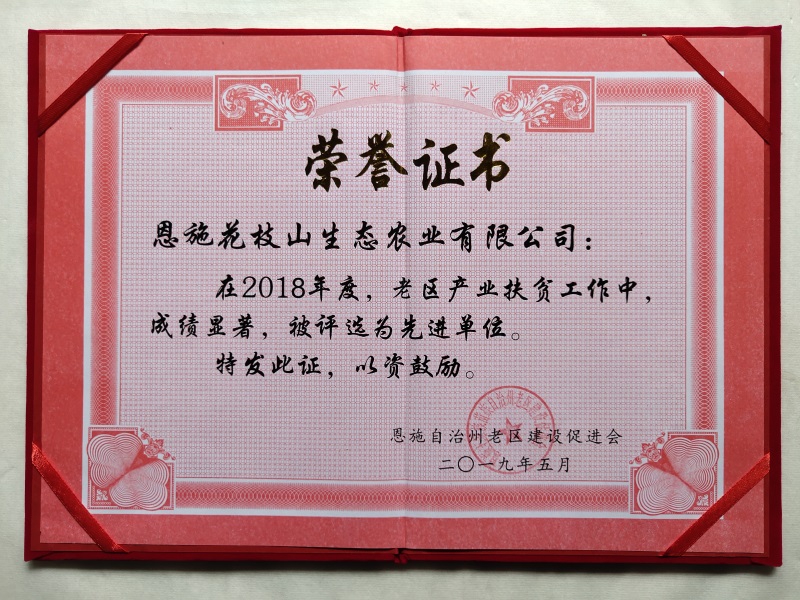 荣誉证书
恩施花枝山生态农业有限公司：
在2018年度，老区产业扶贫工作中，
成绩显著，被评选为先进单位。
特发此证，以资鼓励。
恩施自治州老区建设促进会
二〇一九年五月